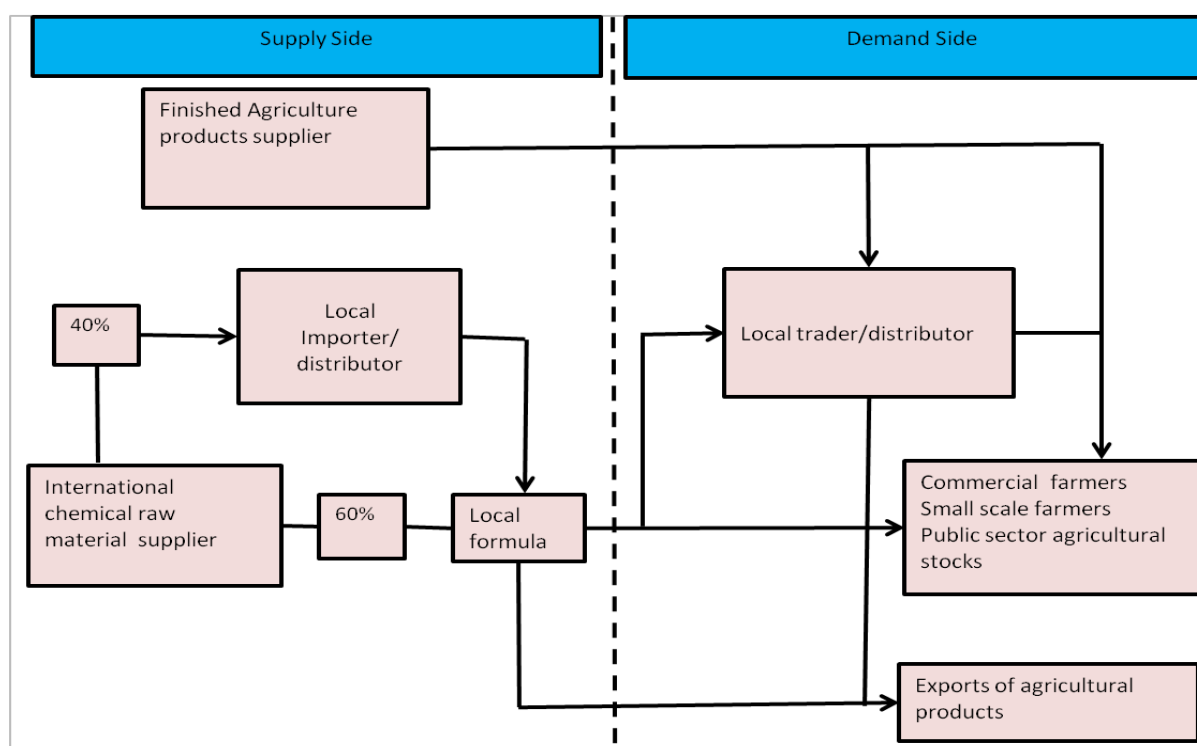 Supply Side
Demand Side
Finished Agriculture
products supplier
40%
Local
Importer/
distributor
Local trader/distributor
International
chemical raw
material supplier
60%
Local
formula
Commercial farmers
Small scale farmers
Public sector agricultural
stocks
Exports of agricultural
products